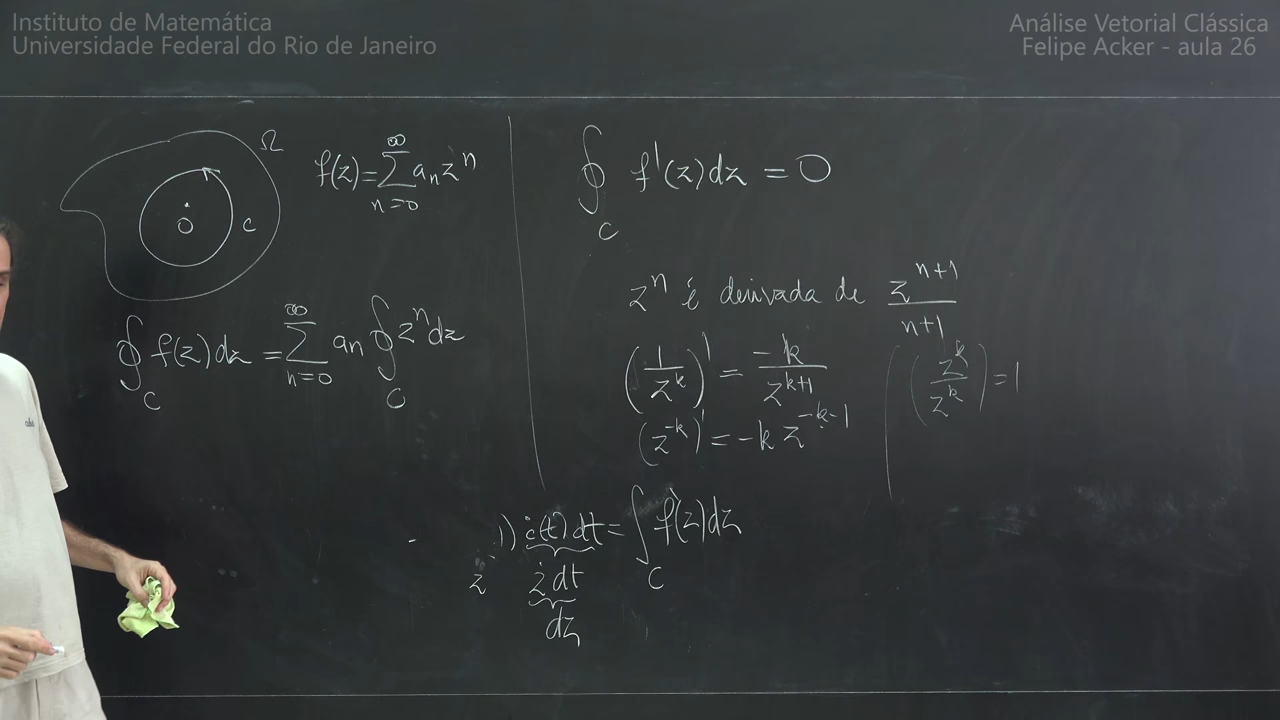 Instituto de Matemática
Universidade Federal do Rio de Janeiro
Análise Vetorial Clássica
Felipe Acker - aula 26
Ω
0
C
f(z)=∑_{n=0}^{∞} a_n z^n
∮_C f(z)dz = ∑_{n=0}^{∞} a_n ∮_C z^n dz
∮_C f'(z)dz = 0
z^n é derivada de z^{n+1}/(n+1)
(1/z^k)' = -k/z^{k+1}
(z^k/z^k) = 1
(z^{-k})' = -k z^{-k-1}
)ċ(t)dt = ∫_C f(z)dz
z
ż dt
dz